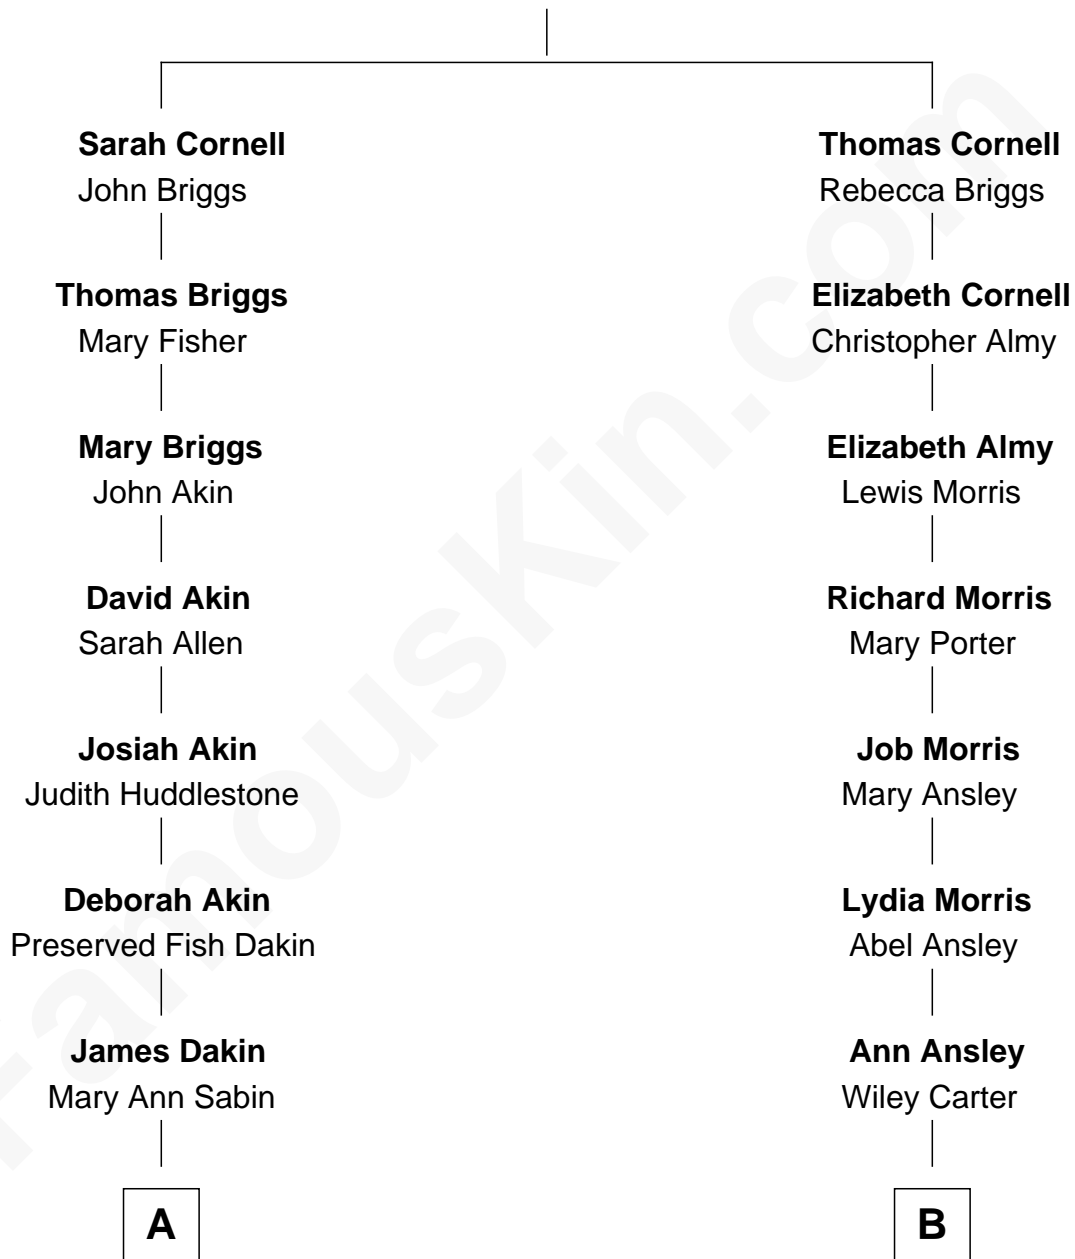 Sarah Cornell
John Briggs
Thomas Briggs
Mary Fisher
Mary Briggs
John Akin
David Akin
Sarah Allen
Josiah Akin
Judith Huddlestone
Deborah Akin
Preserved Fish Dakin
James Dakin
Mary Ann Sabin
A
Thomas Cornell
Rebecca Briggs
Elizabeth Cornell
Christopher Almy
Elizabeth Almy
Lewis Morris
Richard Morris
Mary Porter
Job Morris
Mary Ansley
Lydia Morris
Abel Ansley
Ann Ansley
Wiley Carter
B
FamousKin.com